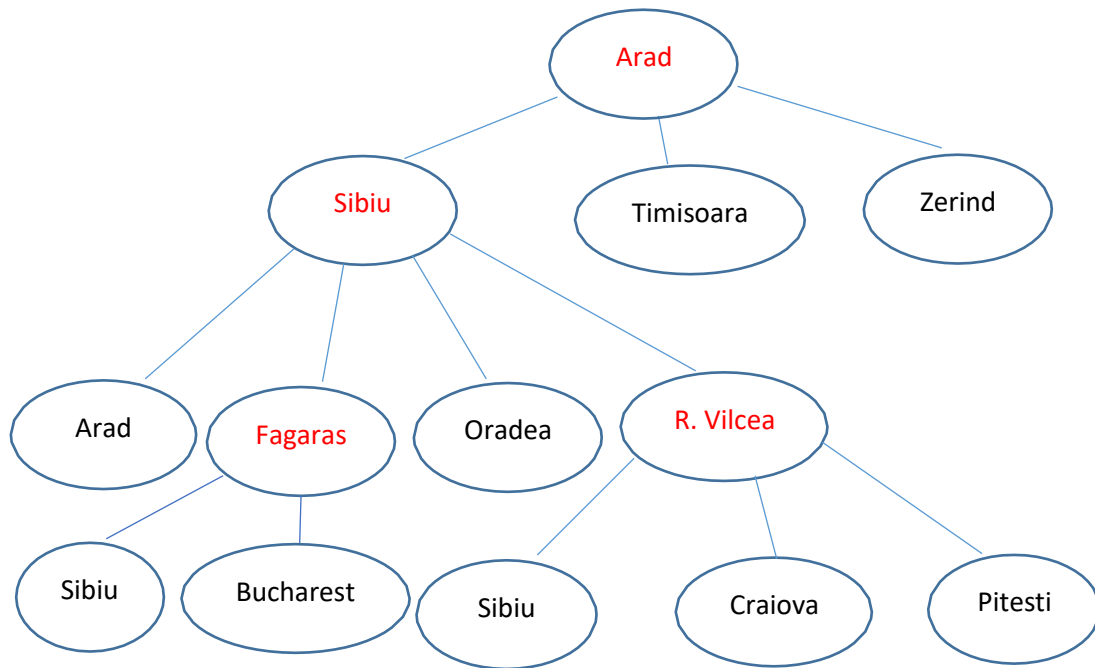 Arad
Sibiu
Timisoara
Zerind
Arad
Fagaras
Oradea
R. Vilcea
Sibiu
Bucharest
Sibiu
Craiova
Pitesti